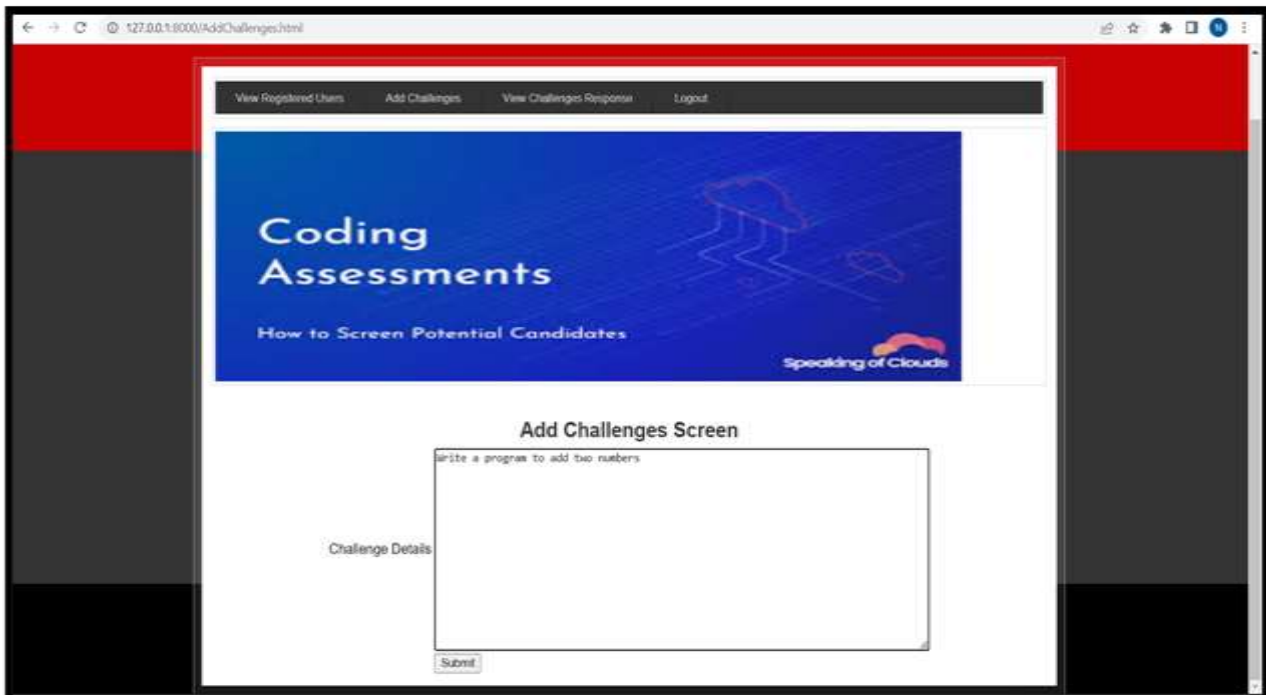 127.0.0.1:8000/AddChallenges.html
N
View Registered Users Add Challenges View Challenges Response Logout
Coding
Assessments
How to Screen Potential Candidates
Speaking of Clouds
Add Challenges Screen
Write a program to add two numbers
Challenge Details
Submit